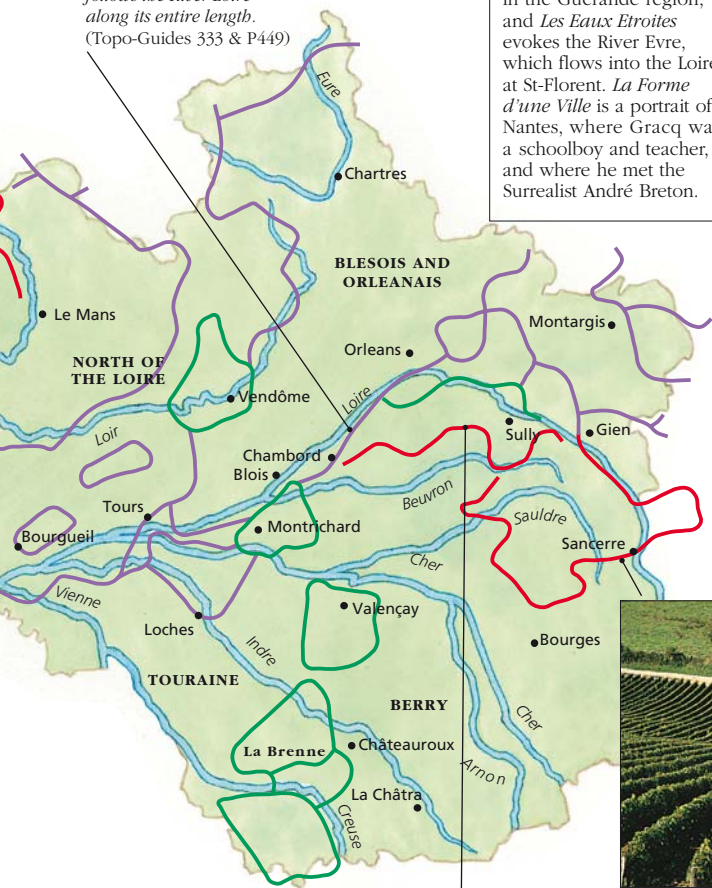 along its entire length.
(Topo-Guides 333 & P449)
in the Guérande region,
and Les Eaux Etroites
evokes the River Evre,
which flows into the Loire
at St-Florent. La Forme
d'une Ville is a portrait of
Nantes, where Gracq wa
a schoolboy and teacher,
and where he met the
Surrealist André Breton.
Eure
Chartres
BLESOIS AND
ORLEANAIS
Le Mans
Montargis
Orleans
NORTH OF
THE LOIRE
Vendôme
Loire
Loir
Sully
Gien
Chambord
Blois
Beuvron
Tours
Montrichard
Sauldre
Bourgueil
Sancerre
Cher
Vienne
Valençay
Loches
Indre
Bourges
TOURAINE
BERRY
Cher
La Brenne
Châteauroux
Arnon
La Châtra
Creuse